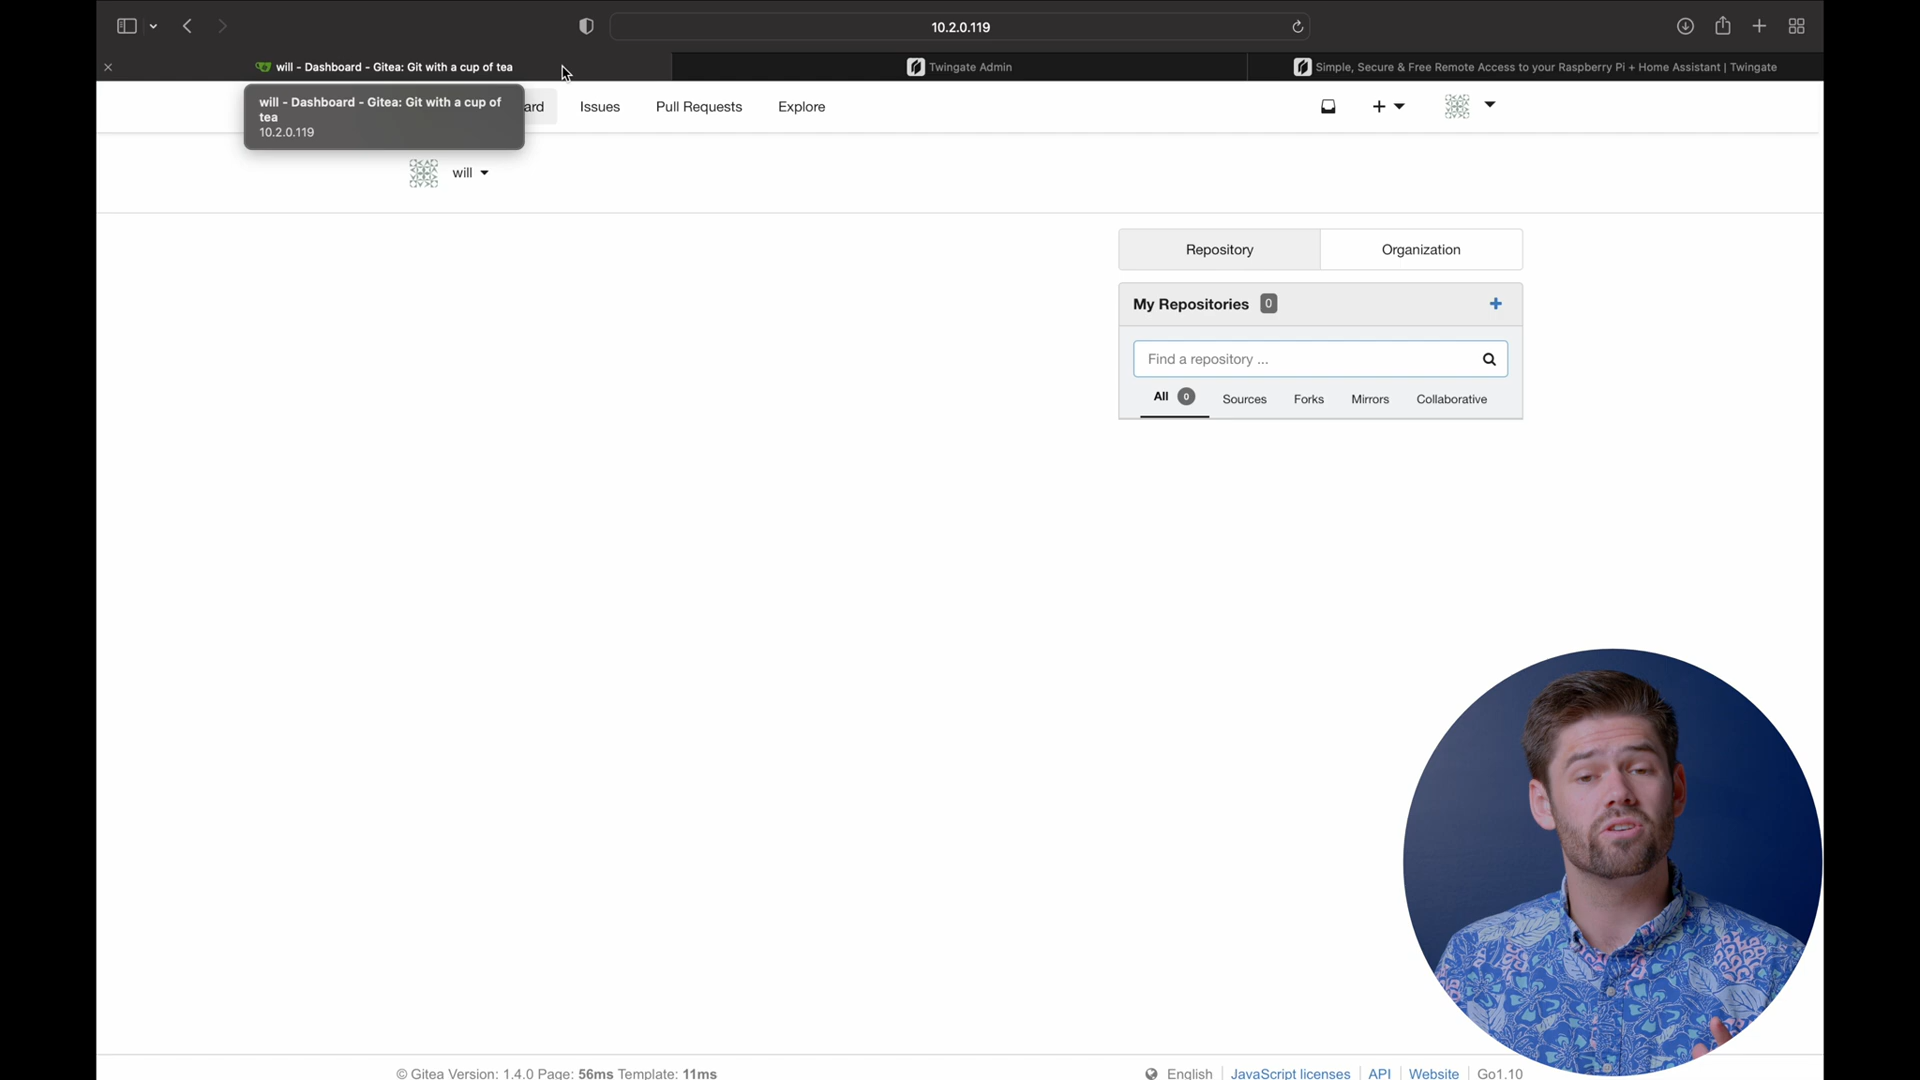 10.2.0.119
will - Dashboard - Gitea: Git with a cup of tea
Twingate Admin
Simple, Secure & Free Remote Access to your Raspberry Pi + Home Assistant | Twingate
will - Dashboard - Gitea: Git with a cup of
tea
10.2.0.119
ard
Issues
Pull Requests
Explore
will
Repository
Organization
My Repositories 0
Find a repository ...
All 0
Sources
Forks
Mirrors
Collaborative
© Gitea Version: 1.4.0 Page: 56ms Template: 11ms
English
JavaScript licenses
API
Website
Go1.10